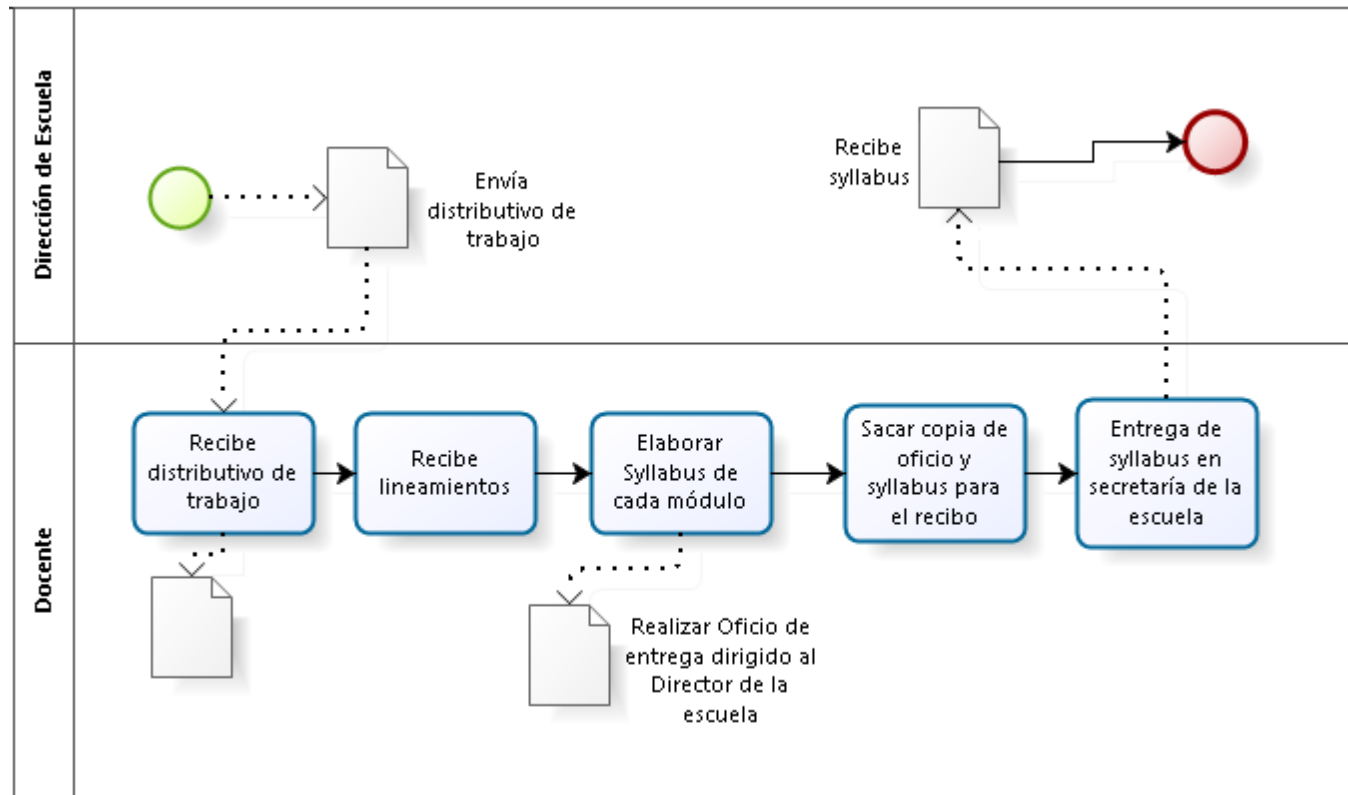 Dirección de Escuela
Envía
distributivo de
trabajo
Recibe
syllabus
Docente
Recibe
distributivo de
trabajo
Recibe
lineamientos
Elaborar
Syllabus de
cada módulo
Sacar copia de
oficio y
syllabus para
el recibo
Entrega de
syllabus en
secretaría de la
escuela
Realizar Oficio de
entrega dirigido al
Director de la
escuela